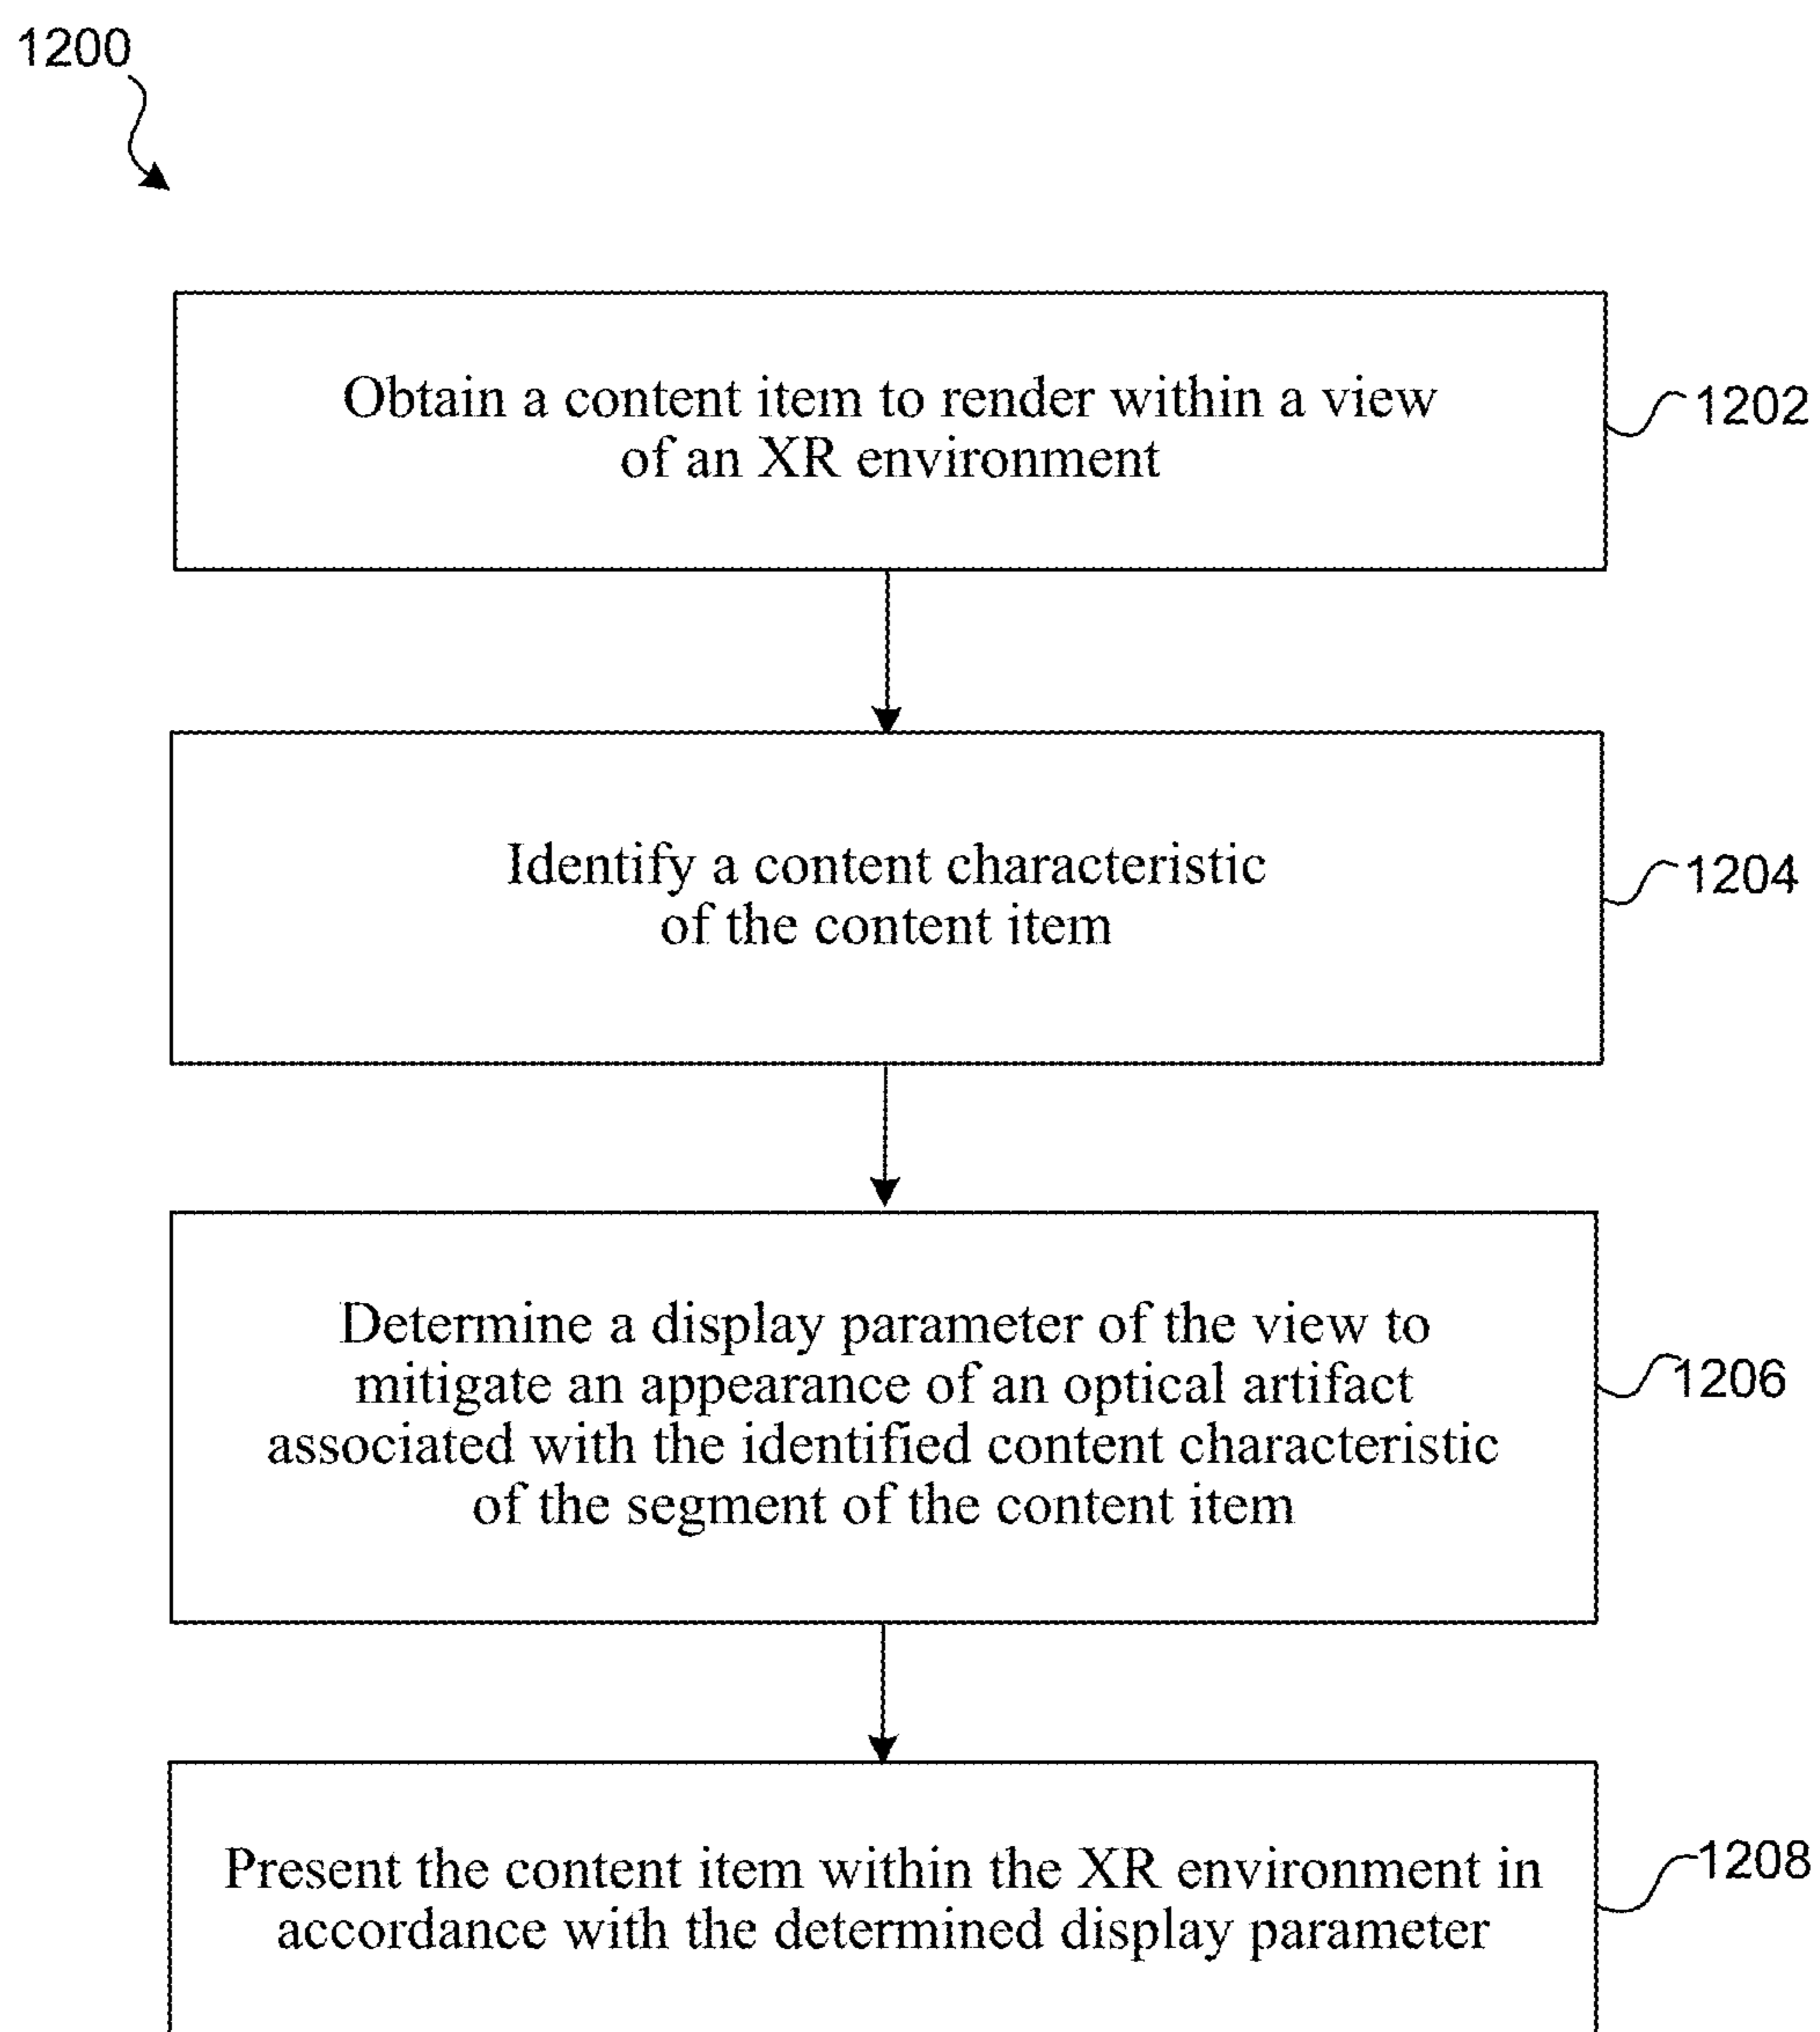 1200
Obtain a content item to render within a view
of an XR environment
1202
Identify a content characteristic
of the content item
1204
Determine a display parameter of the view to
mitigate an appearance of an optical artifact
associated with the identified content characteristic
of the segment of the content item
1206
Present the content item within the XR environment in
accordance with the determined display parameter
1208